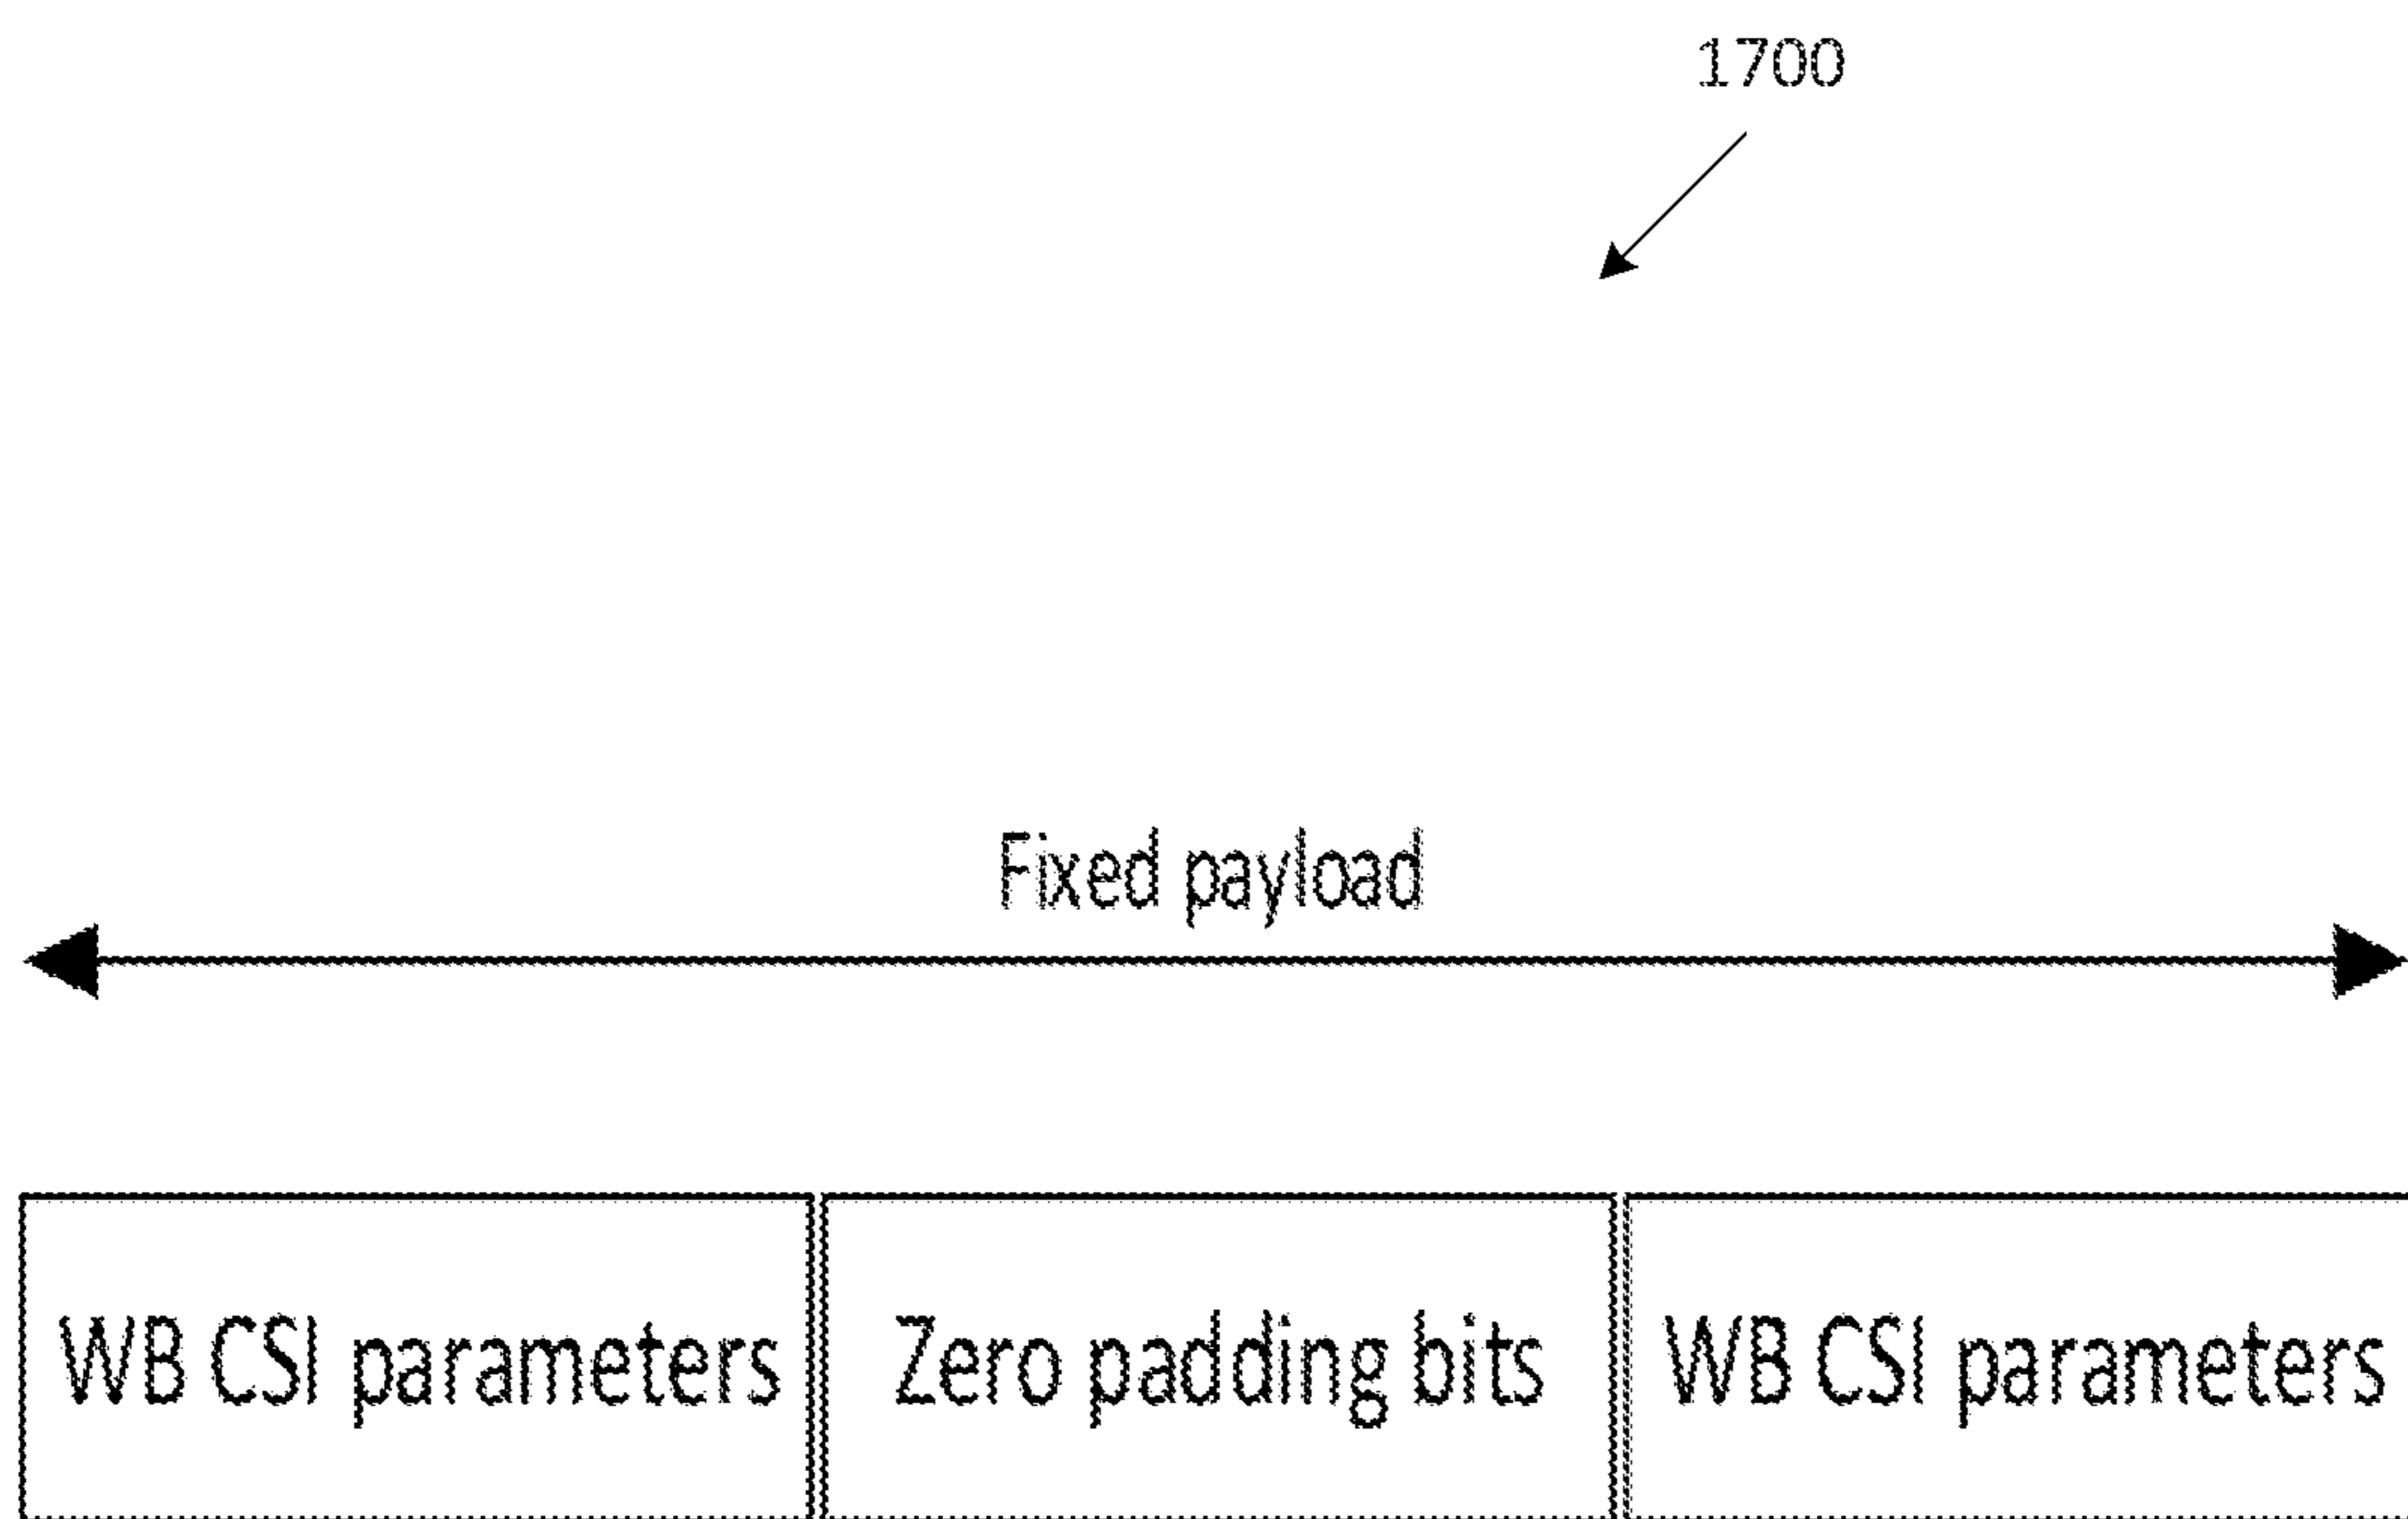 1700
Fixed payload
WB CSI parameters
Zero padding bits
WB CSI parameters